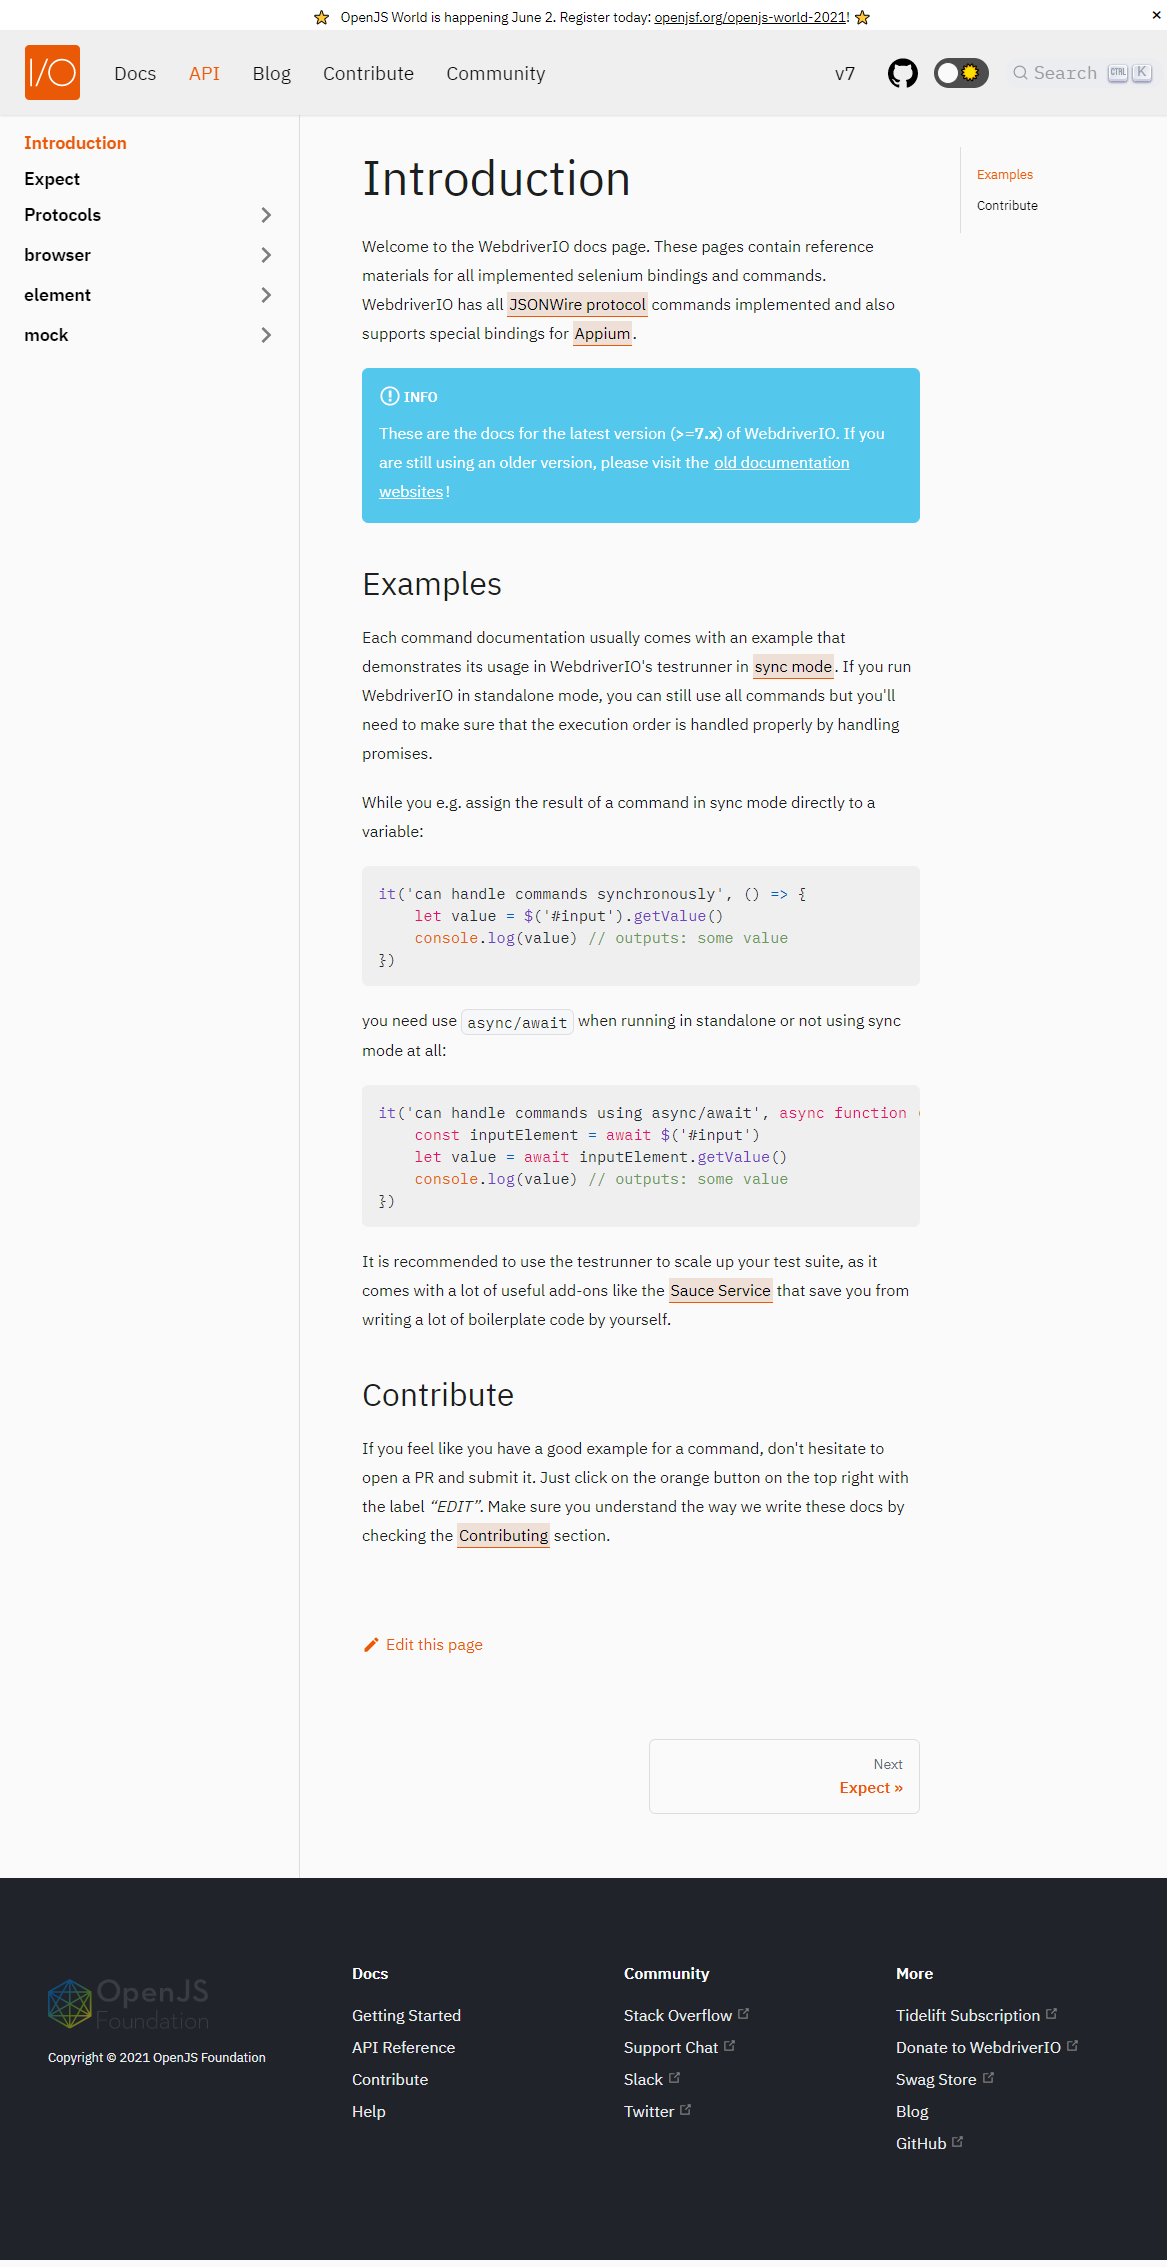 OpenJS World is happening June 2. Register today: openjsf.org/openjs-world-2021!
×
I/O
Docs
API
Blog
Contribute
Community
v7
Search
CTRL
K
Introduction
Expect
Protocols
browser
element
mock
Introduction
Welcome to the WebdriverIO docs page. These pages contain reference
materials for all implemented selenium bindings and commands.
WebdriverIO has all JSONWire protocol commands implemented and also
supports special bindings for Appium.
INFO
These are the docs for the latest version (>=7.x) of WebdriverIO. If you
are still using an older version, please visit the old documentation
websites!
Examples
Each command documentation usually comes with an example that
demonstrates its usage in WebdriverIO's testrunner in sync mode. If you run
WebdriverIO in standalone mode, you can still use all commands but you'll
need to make sure that the execution order is handled properly by handling
promises.
While you e.g. assign the result of a command in sync mode directly to a
variable:
it('can handle commands synchronously', () => {
let value = $('#input').getValue()
console.log(value) // outputs: some value
})
you need use async/await when running in standalone or not using sync
mode at all:
it('can handle commands using async/await', async function
const inputElement = await $('#input')
let value = await inputElement.getValue()
console.log(value) // outputs: some value
})
It is recommended to use the testrunner to scale up your test suite, as it
comes with a lot of useful add-ons like the Sauce Service that save you from
writing a lot of boilerplate code by yourself.
Contribute
If you feel like you have a good example for a command, don't hesitate to
open a PR and submit it. Just click on the orange button on the top right with
the label “EDIT”. Make sure you understand the way we write these docs by
checking the Contributing section.
Edit this page
Next
Expect »
Examples
Contribute
OpenJS
Foundation
Copyright © 2021 OpenJS Foundation
Docs
Getting Started
API Reference
Contribute
Help
Community
Stack Overflow
Support Chat
Slack
Twitter
More
Tidelift Subscription
Donate to WebdriverIO
Swag Store
Blog
GitHub